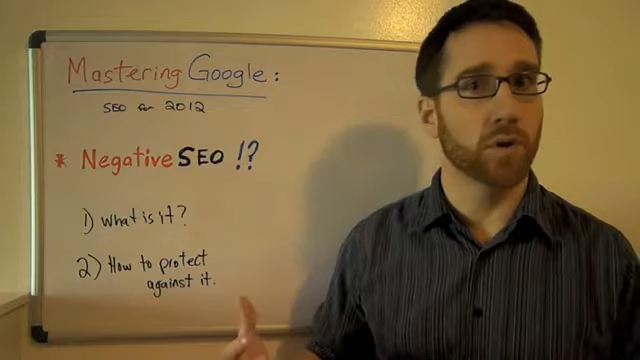 Mastering Google:
SEO for 2012
* Negative SEO !?
1) What is it?
2) How to protect
against it.